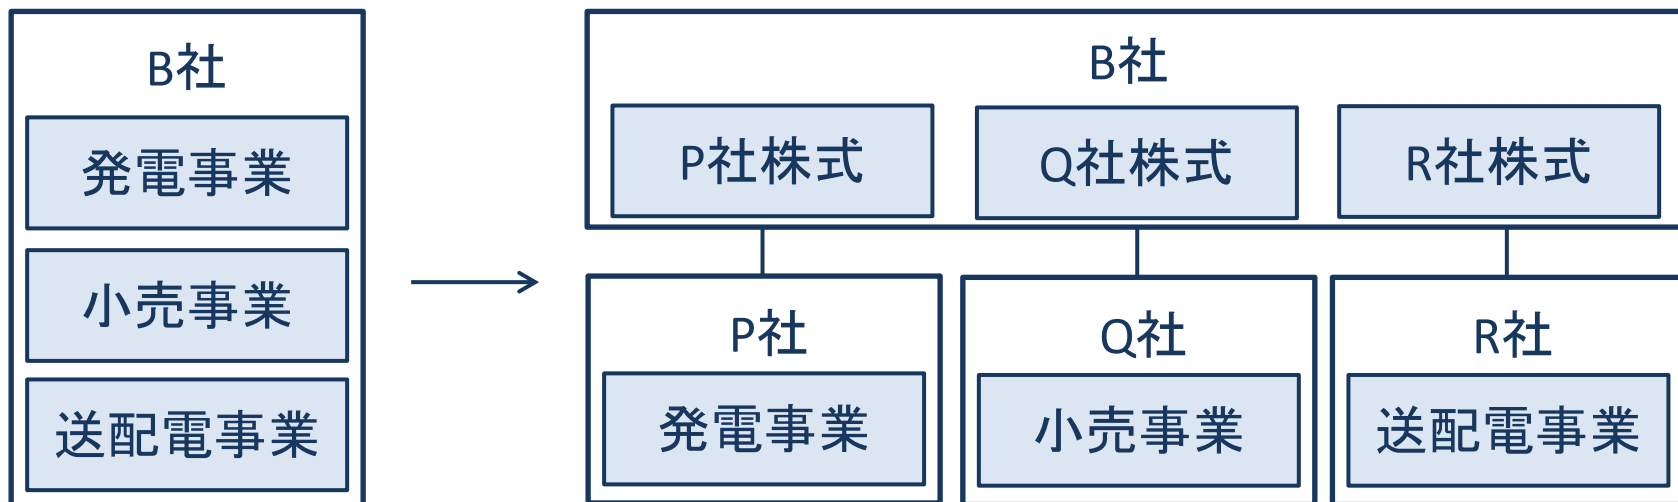 B社
発電事業
小売事業
送配電事業
B社
P社株式
Q社株式
R社株式
P社
発電事業
Q社
小売事業
R社
送配電事業